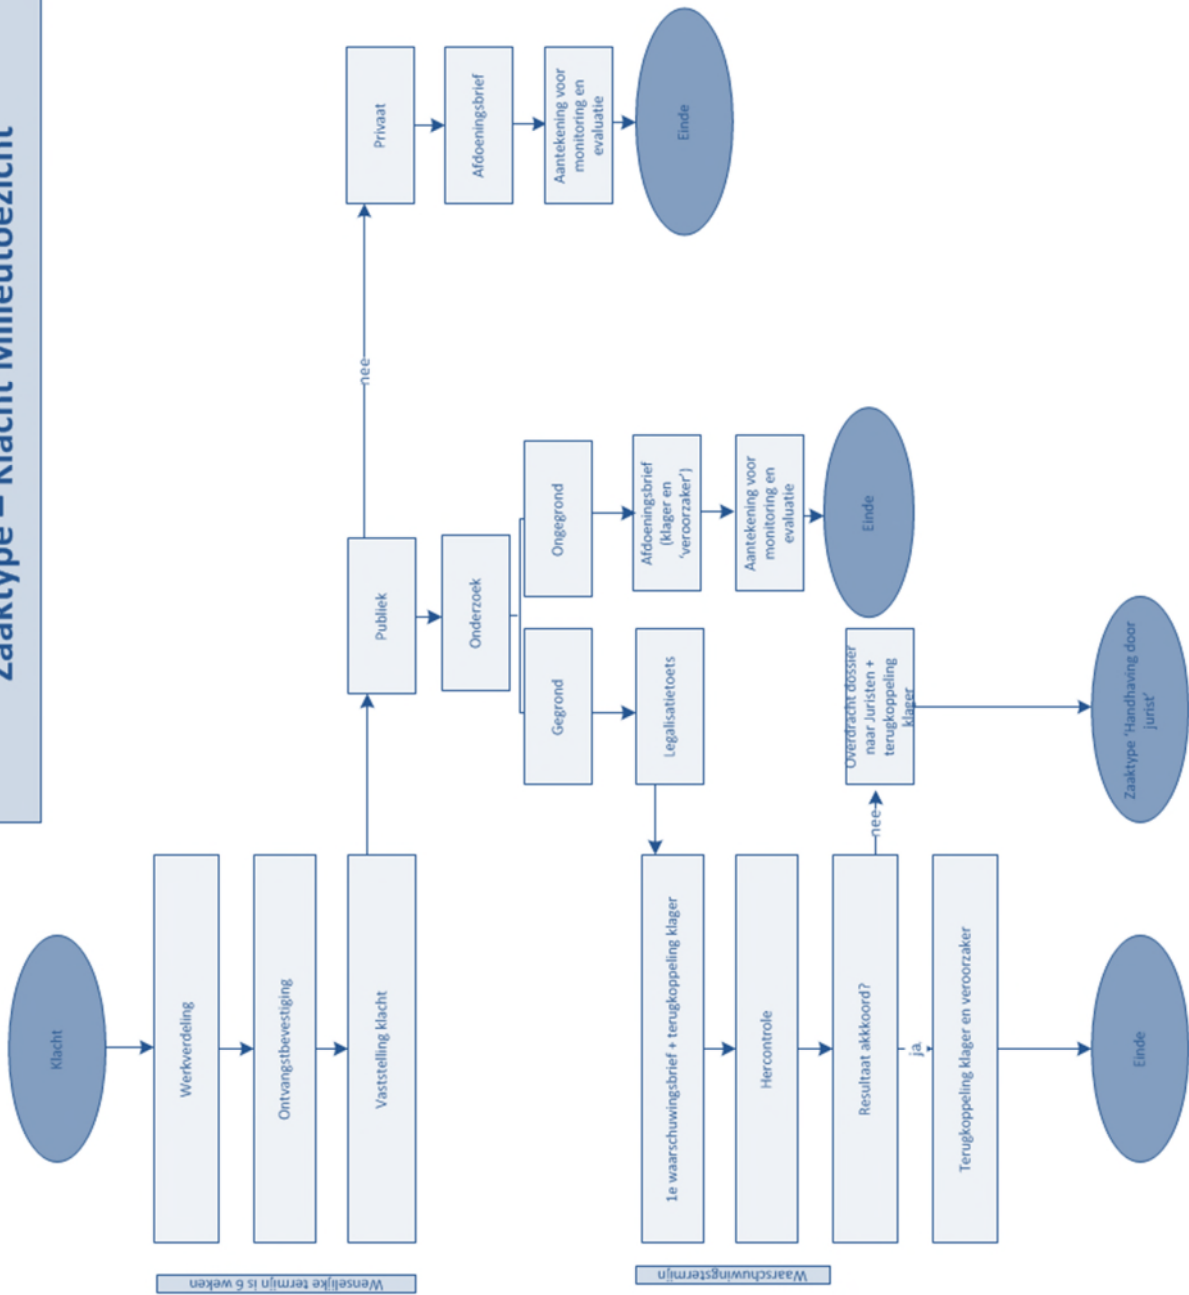 Zaaktype – Klacht Milieutoezicht
Klacht
Werkverdeling
Ontvangstbevestiging
Vaststelling klacht
Wenselijke termijn is 6 weken
Publiek
nee
Privaat
Afdoeningsbrief
Aantekening voor
monitoring en
evaluatie
Einde
Onderzoek
Gegrond
Ongegrond
Afdoeningsbrief
(klager en
‘veroorzaker’)
Aantekening voor
monitoring en
evaluatie
Einde
Legalisatietoets
1e waarschuwingsbrief + terugkoppeling klager
Hercontrole
Waarschuwingstermijn
Resultaat akkkoord?
nee
Overdracht dossier
naar Juristen +
terugkoppeling
klager
Zaaktype ‘Handhaving door
jurist’
ja
Terugkoppeling klager en veroorzaker
Einde